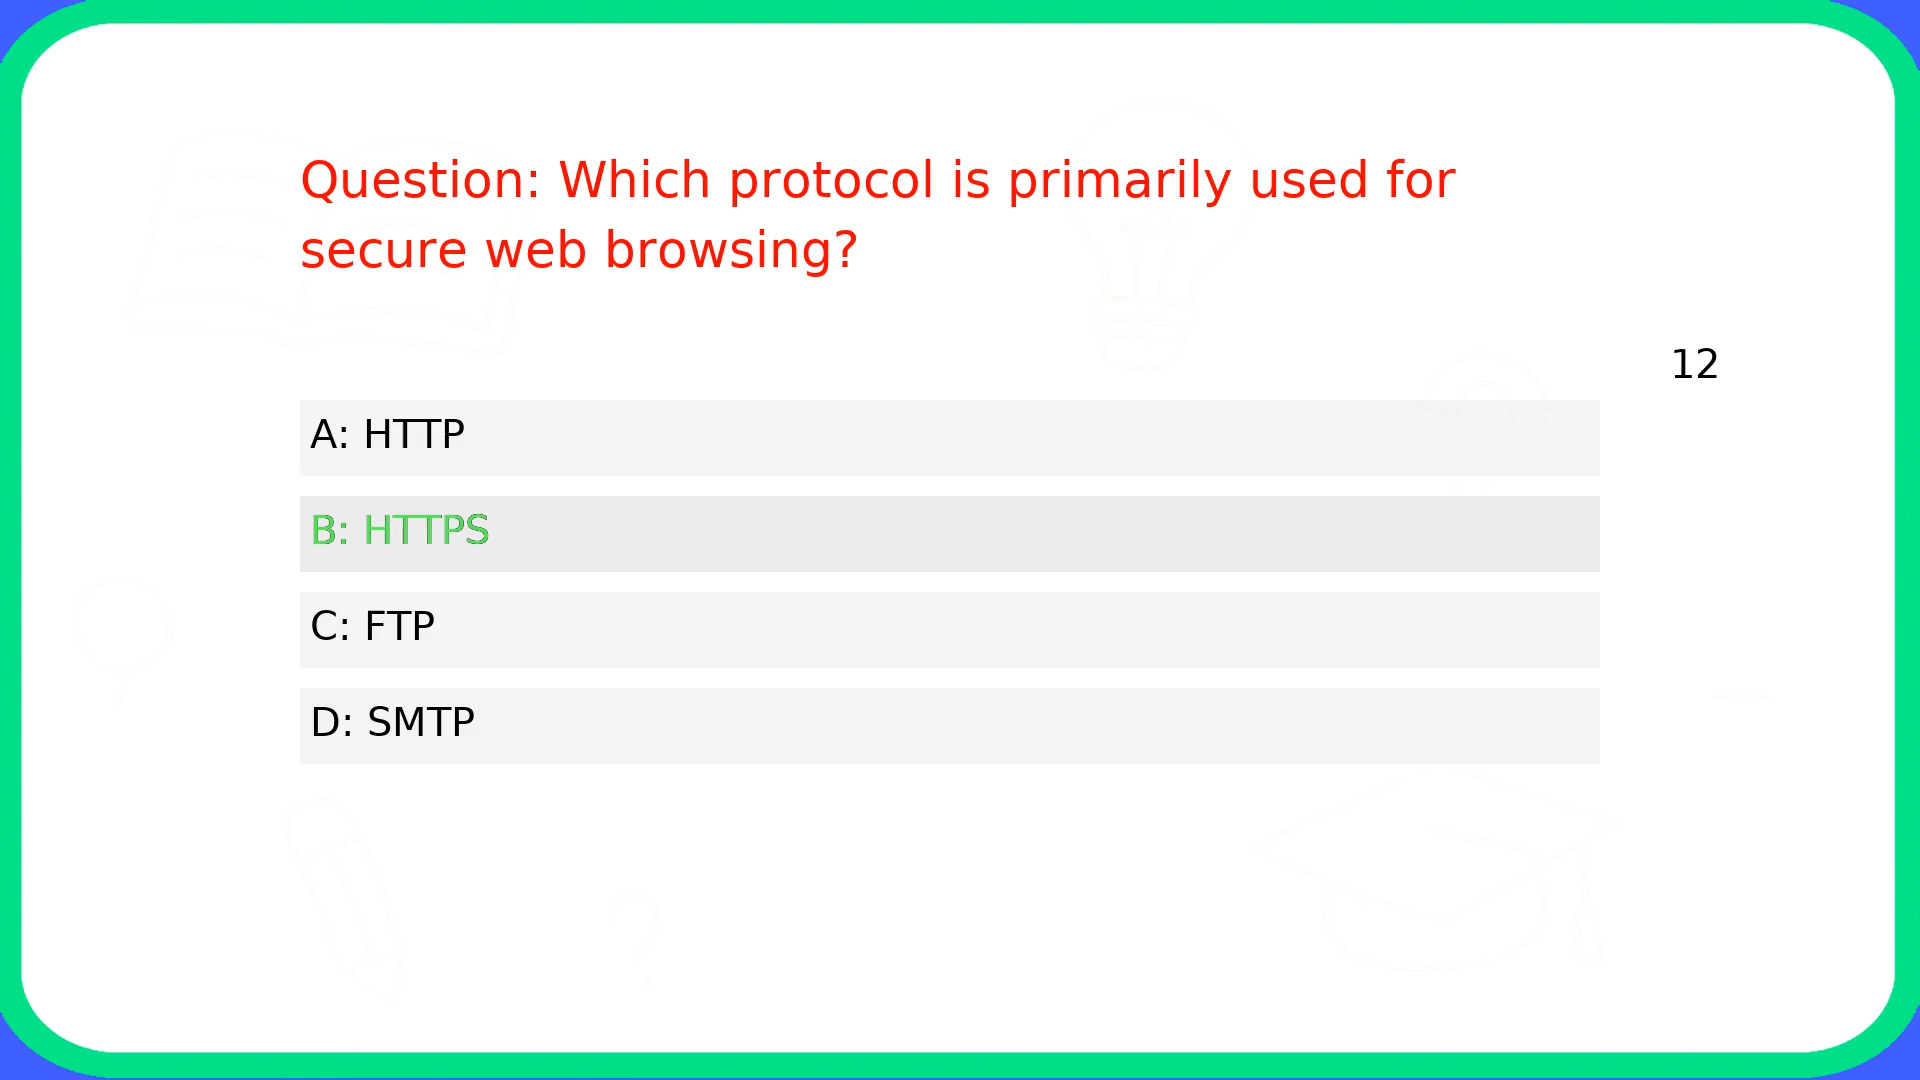 Question: Which protocol is primarily used for
secure web browsing?
12
A: HTTP
B: HTTPS
C: FTP
D: SMTP